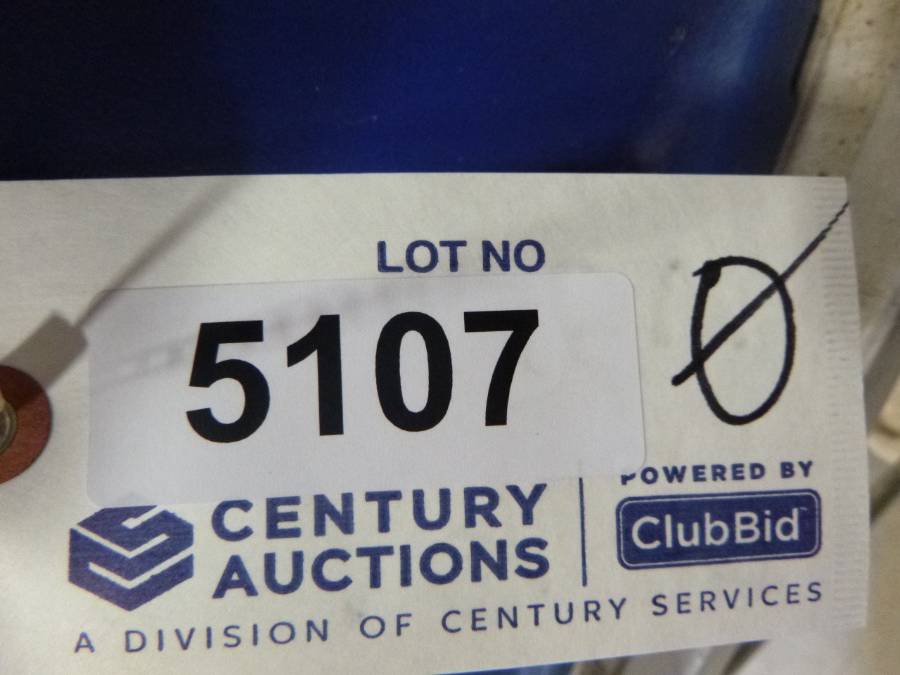 LOT NO
5107
Ø
CENTURY
AUCTIONS
POWERED BY
ClubBid
A DIVISION OF CENTURY SERVICES